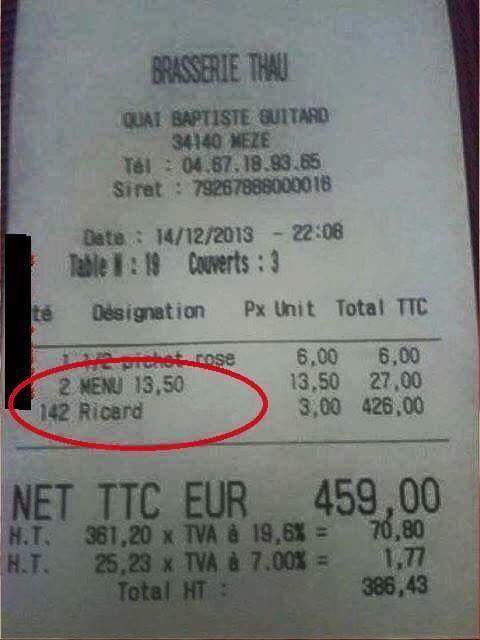 BRASSERIE THAU
QUAI BAPTISTE GUITARD
34140 MEZE
Tél : 04.67.18.93.65
Siret : 79267888000016
Date : 14/12/2013 - 22:08
Table N : 19 Couverts : 3
té Désignation Px Unit Total TTC
1 1/2 pichet rose 6,00 6,00
2 MENU 13,50 13,50 27,00
142 Ricard 3,00 426,00
NET TTC EUR 459,00
H.T. 361,20 x TVA à 19,6% = 70,80
H.T. 25,23 x TVA à 7.00% = 1,77
Total HT : 386,43